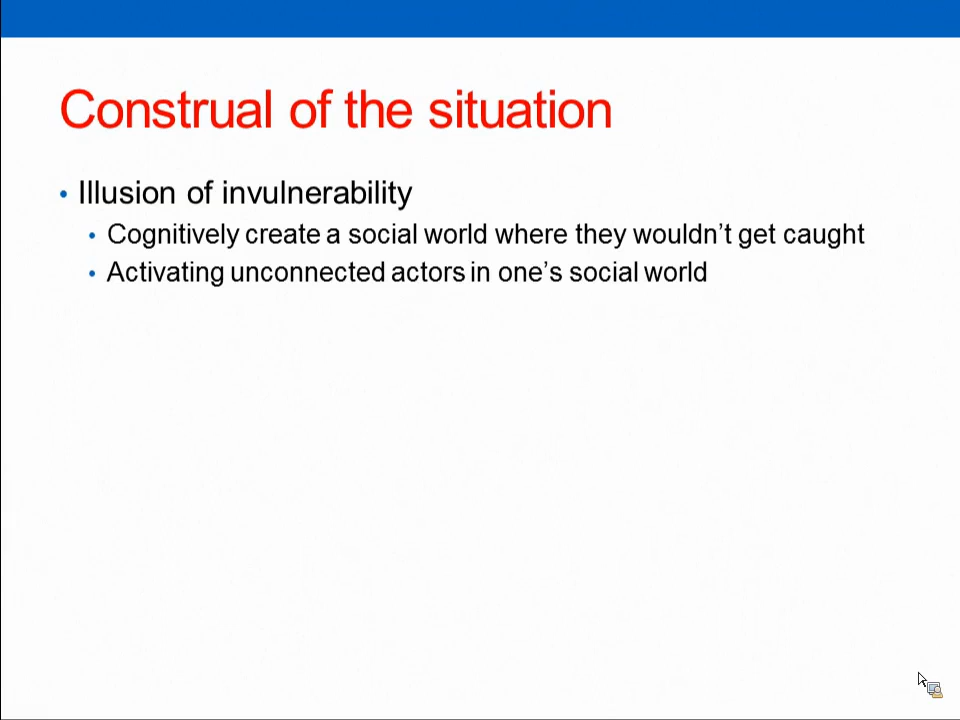 Construal of the situation
• Illusion of invulnerability
• Cognitively create a social world where they wouldn’t get caught
• Activating unconnected actors in one’s social world